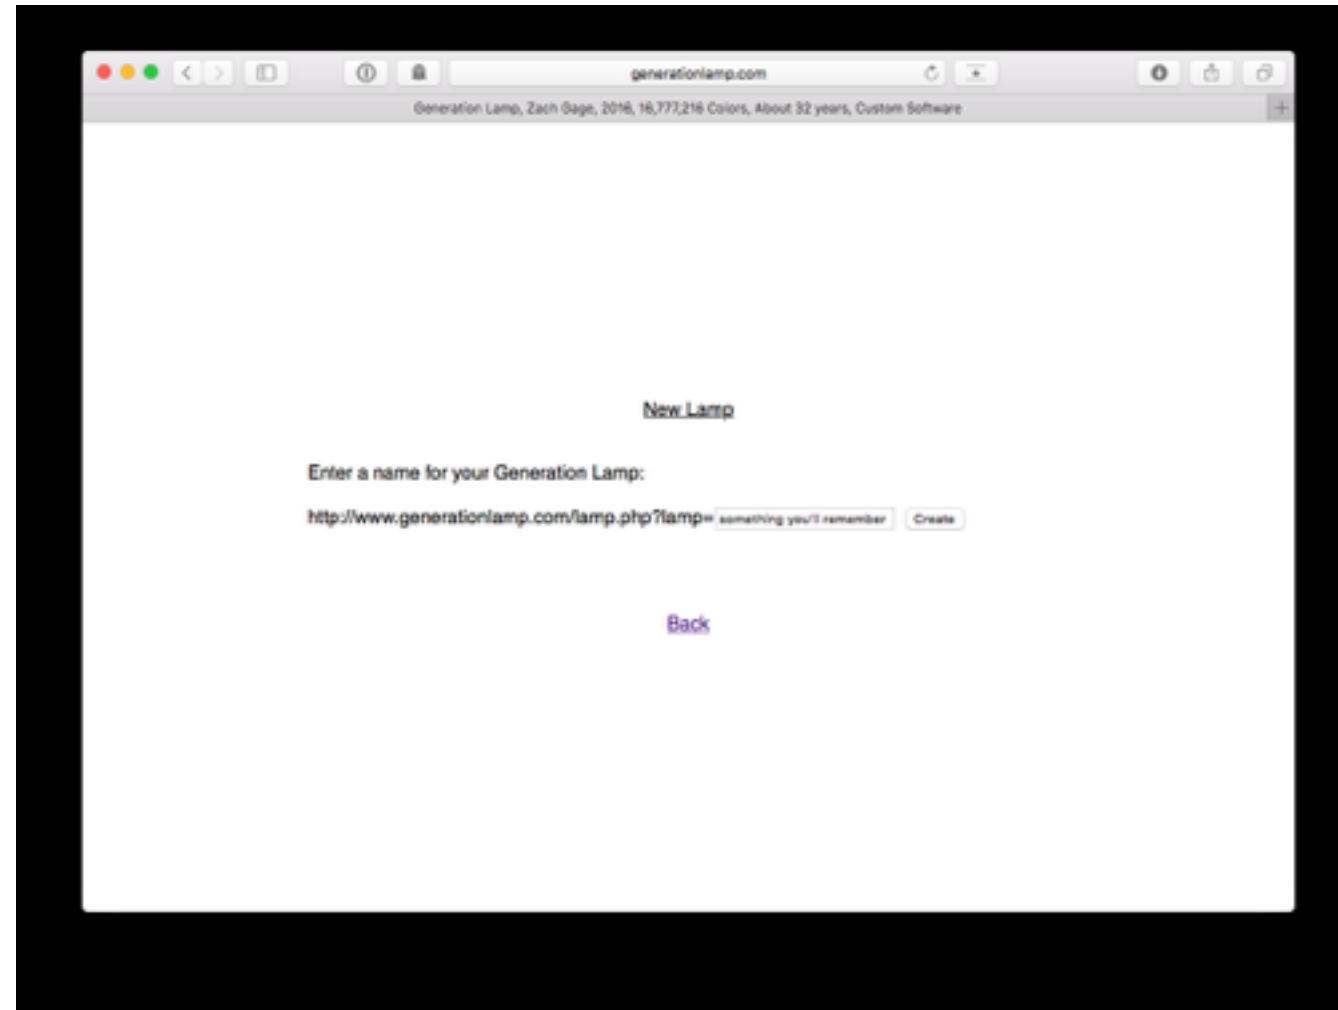 generationlamp.com
Generation Lamp, Zach Gage, 2016, 16,777,216 Colors, About 32 years, Custom Software
New Lamp
Enter a name for your Generation Lamp:
http://www.generationlamp.com/lamp.php?lamp= something you'll remember Create
Back